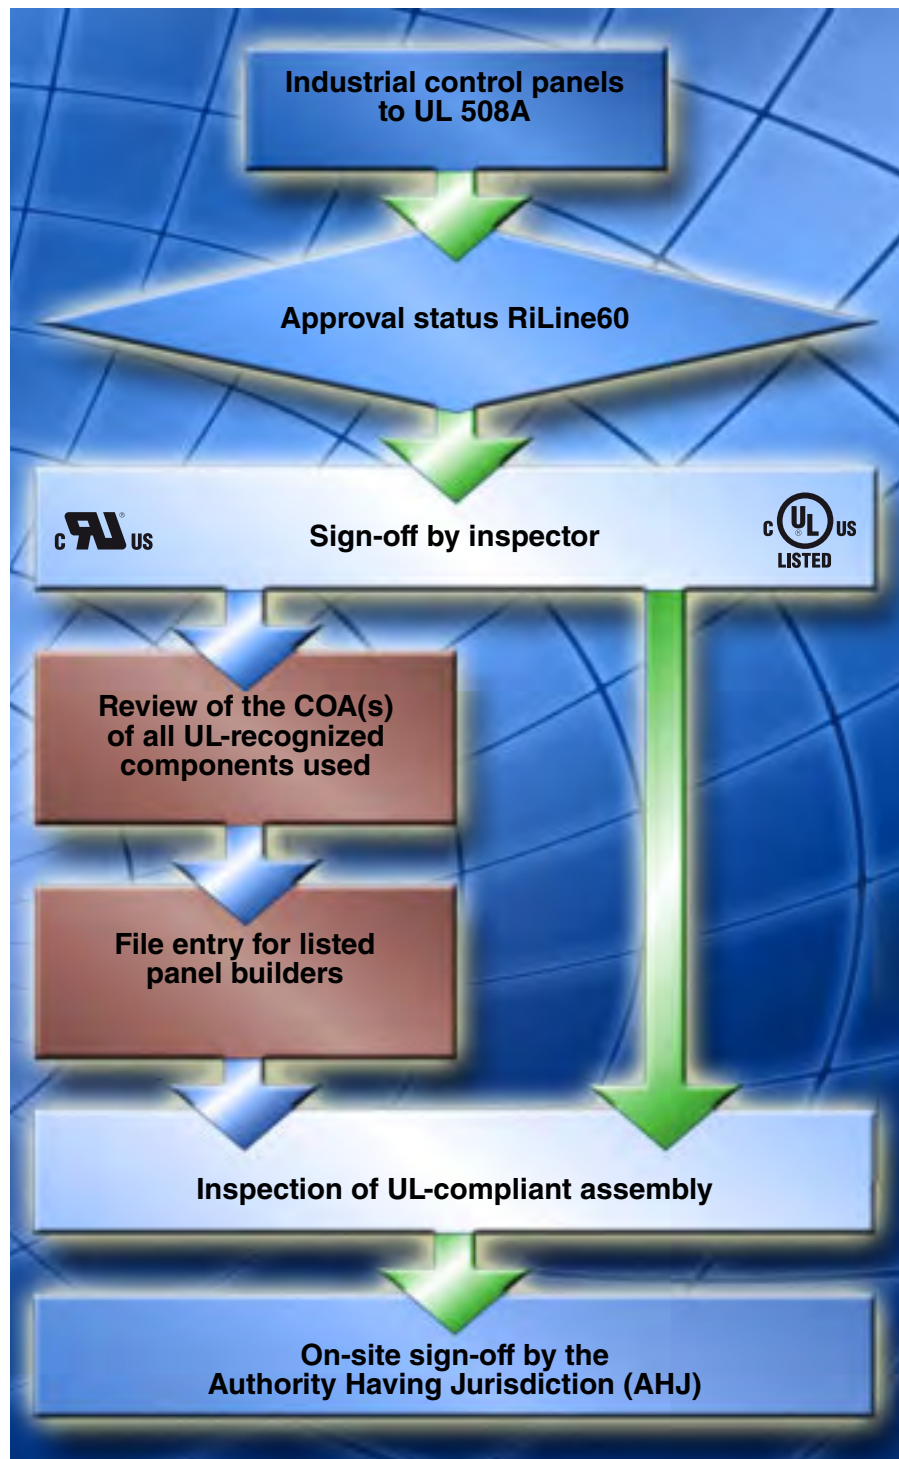 Industrial control panels
to UL 508A
Approval status RiLine60
C RU ® US
Sign-off by inspector
C UL ® US
LISTED
Review of the COA(s)
of all UL-recognized
components used
File entry for listed
panel builders
Inspection of UL-compliant assembly
On-site sign-off by the
Authority Having Jurisdiction (AHJ)